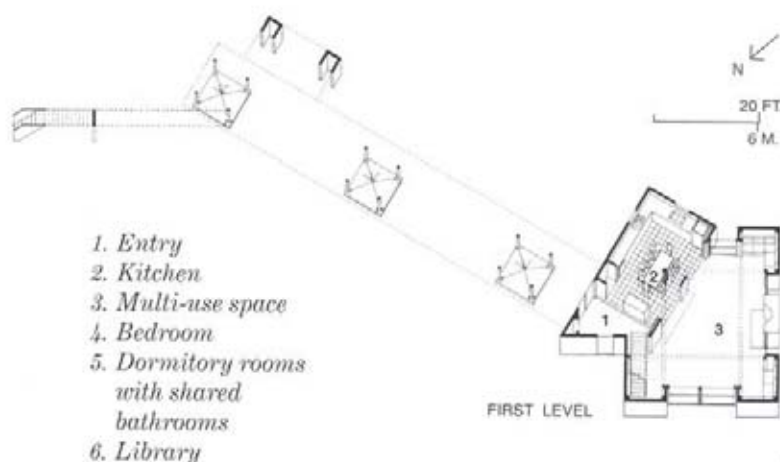 N
20 FT.
6 M.
1. Entry
2. Kitchen
3. Multi-use space
4. Bedroom
5. Dormitory rooms
with shared
bathrooms
6. Library
2
1
3
FIRST LEVEL